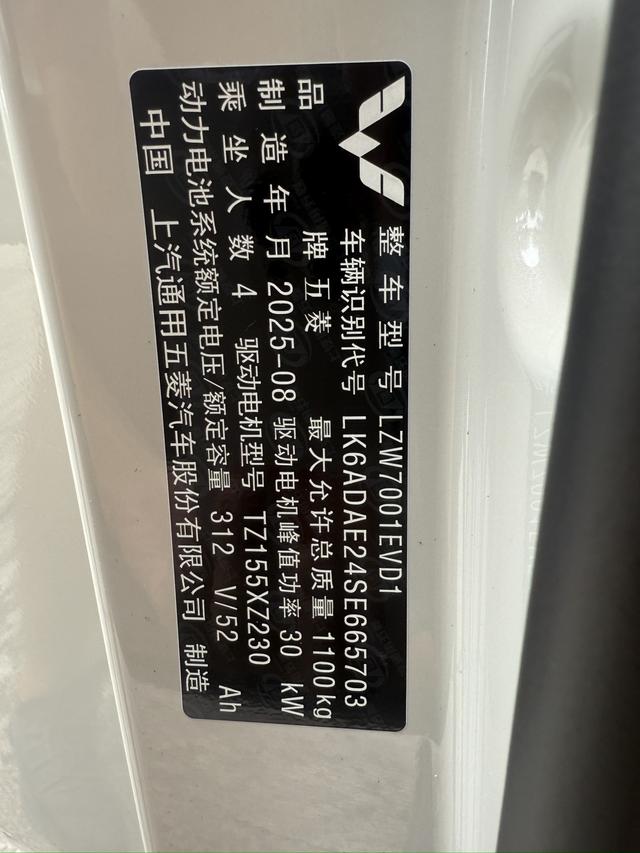 整车型号 LZW7001EVD1
车辆识别代号 LK6ADAE24SE665703
品牌 五菱 最大允许总质量 1100 kg
制造年月 2025-08 驱动电机峰值功率 30 kW
乘坐人数 4 驱动电机型号 TZ155XZ230
动力电池系统额定电压/额定容量 312 V/52 Ah
中国 上汽通用五菱汽车股份有限公司 制造